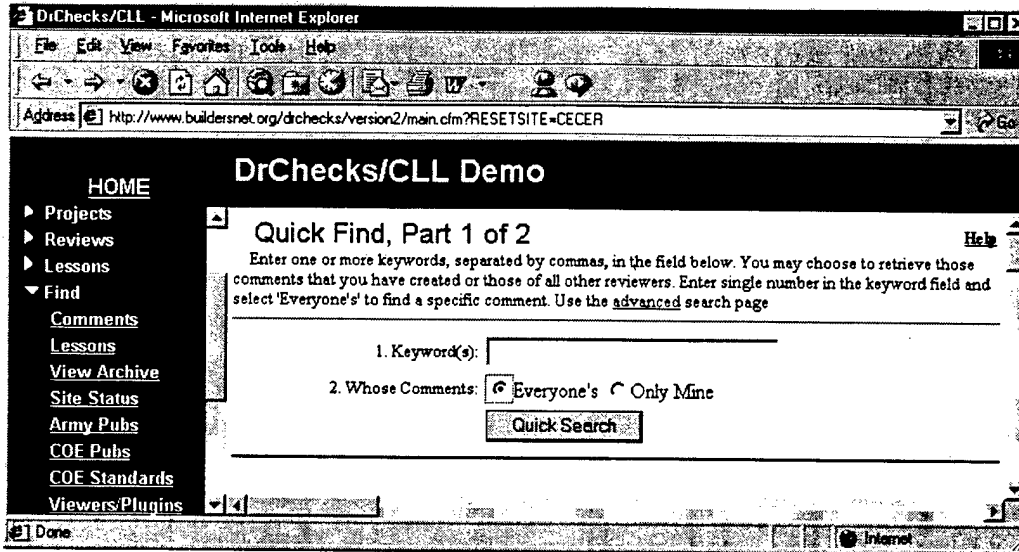 DrChecks/CLL - Microsoft Internet Explorer
File Edit View Favorites Tools Help
Address http://www.buildersnet.org/drchecks/version2/main.cfm?RESETSITE=CECER Go
DrChecks/CLL Demo
HOME
Projects
Reviews
Lessons
Find
Comments
Lessons
View Archive
Site Status
Army Pubs
COE Pubs
COE Standards
Viewers/Plugins
Quick Find, Part 1 of 2
Help
Enter one or more keywords, separated by commas, in the field below. You may choose to retrieve those
comments that you have created or those of all other reviewers. Enter single number in the keyword field and
select 'Everyone's' to find a specific comment. Use the advanced search page
1. Keyword(s):
2. Whose Comments: Everyone's Only Mine
Quick Search
Done
Internet